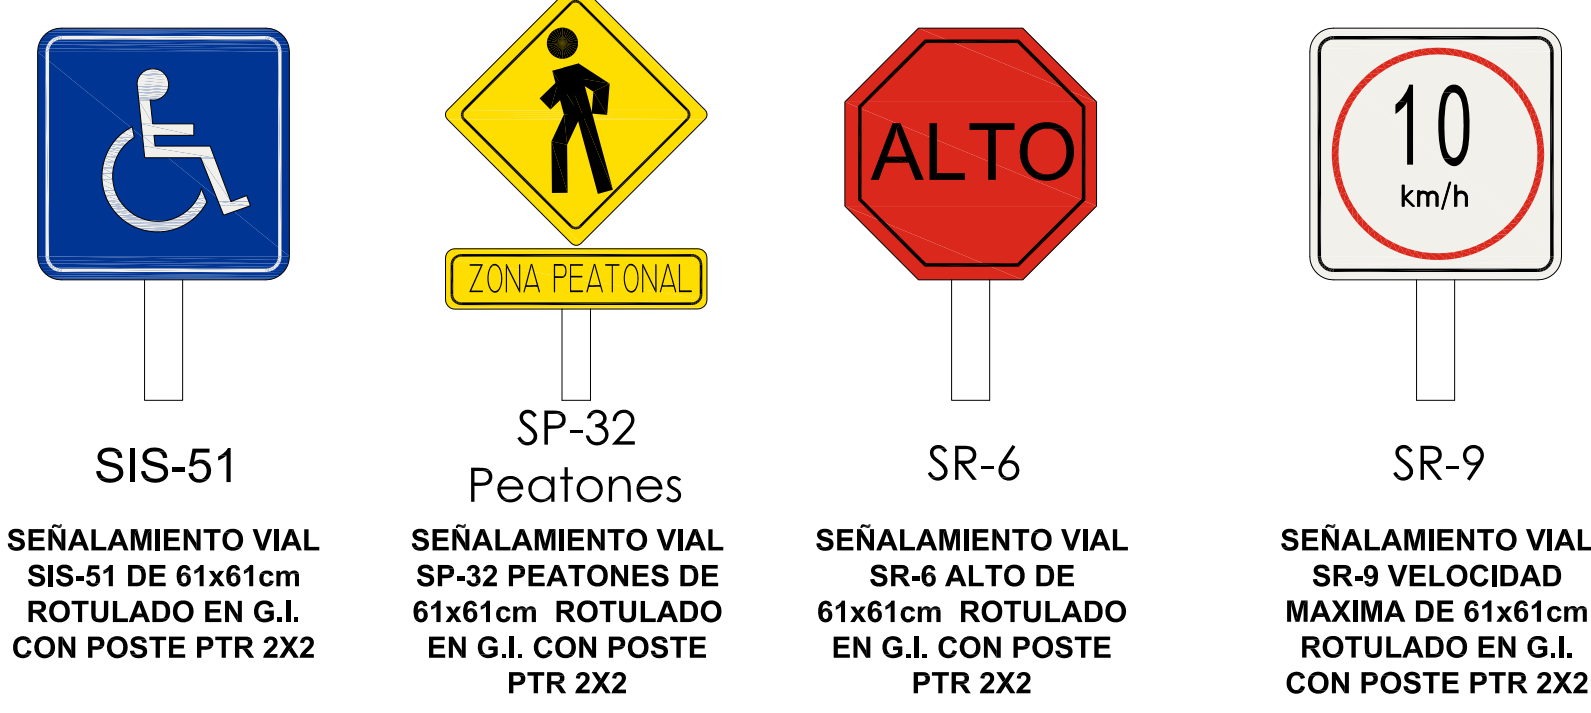 ZONA PEATONAL
ALTO
10
km/h
SIS-51
SP-32
Peatones
SR-6
SR-9
SEÑALAMIENTO VIAL
SIS-51 DE 61x61cm
ROTULADO EN G.I.
CON POSTE PTR 2X2
SEÑALAMIENTO VIAL
SP-32 PEATONES DE
61x61cm ROTULADO
EN G.I. CON POSTE
PTR 2X2
SEÑALAMIENTO VIAL
SR-6 ALTO DE
61x61cm ROTULADO
EN G.I. CON POSTE
PTR 2X2
SEÑALAMIENTO VIAL
SR-9 VELOCIDAD
MAXIMA DE 61x61cm
ROTULADO EN G.I.
CON POSTE PTR 2X2